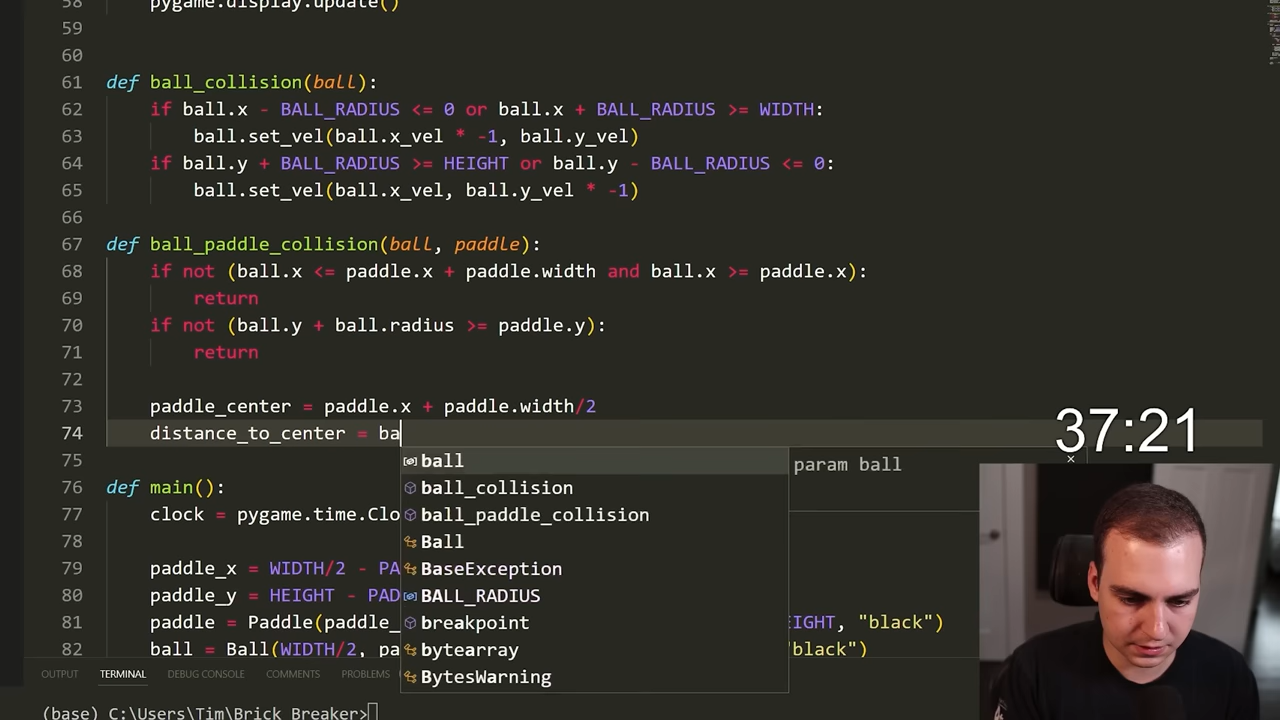 58 pygame.display.update()
59
60
61 def ball_collision(ball):
62 if ball.x - BALL_RADIUS <= 0 or ball.x + BALL_RADIUS >= WIDTH:
63 ball.set_vel(ball.x_vel * -1, ball.y_vel)
64 if ball.y + BALL_RADIUS >= HEIGHT or ball.y - BALL_RADIUS <= 0:
65 ball.set_vel(ball.x_vel, ball.y_vel * -1)
66
67 def ball_paddle_collision(ball, paddle):
68 if not (ball.x <= paddle.x + paddle.width and ball.x >= paddle.x):
69 return
70 if not (ball.y + ball.radius >= paddle.y):
71 return
72
73 paddle_center = paddle.x + paddle.width/2
37:21
74 distance_to_center = ba
75
ball param ball
76 def main():
ball_collision
77 clock = pygame.time.Clo
ball_paddle_collision
78
Ball
79 paddle_x = WIDTH/2 - PA
BaseException
80 paddle_y = HEIGHT - PAD
BALL_RADIUS
81 paddle = Paddle(paddle_ EIGHT, "black")
breakpoint
82 ball = Ball(WIDTH/2, pa "black")
bytearray
BytesWarning
OUTPUT TERMINAL DEBUG CONSOLE COMMENTS PROBLEMS
(base) C:\Users\Tim\Brick Breaker>